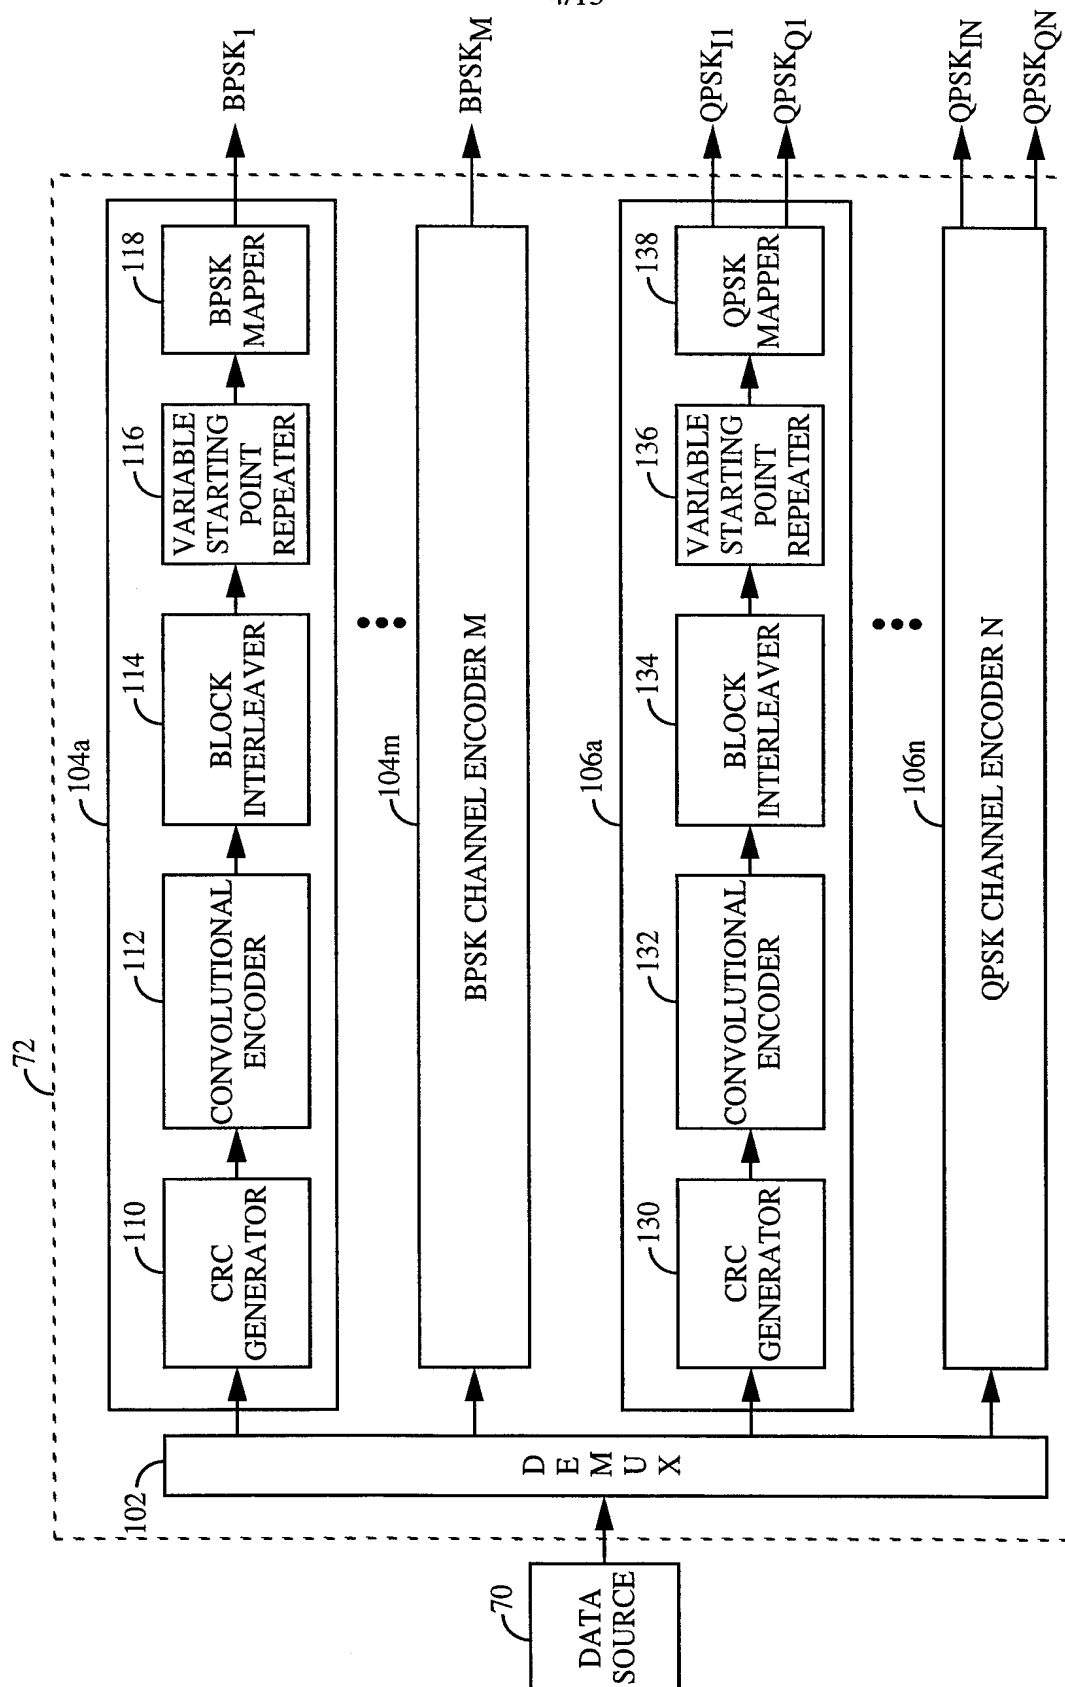 72
104a
110
CRC
GENERATOR
112
CONVOLUTIONAL
ENCODER
114
BLOCK
INTERLEAVER
116
VARIABLE
STARTING
POINT
REPEATER
118
BPSK
MAPPER
BPSK1
104m
BPSK CHANNEL ENCODER M
BPSKM
70
DATA
SOURCE
102
DEMUX
106a
130
CRC
GENERATOR
132
CONVOLUTIONAL
ENCODER
134
BLOCK
INTERLEAVER
136
VARIABLE
STARTING
POINT
REPEATER
138
QPSK
MAPPER
QPSKI1
QPSKQ1
106n
QPSK CHANNEL ENCODER N
QPSKIN
QPSKQN